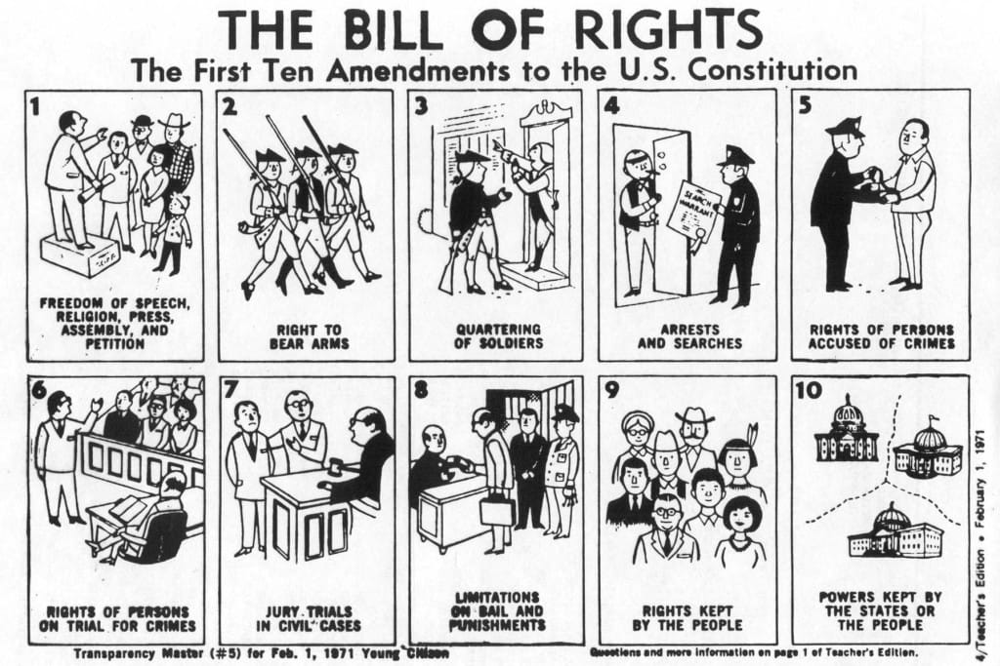 THE BILL OF RIGHTS
The First Ten Amendments to the U.S. Constitution
1
FREEDOM OF SPEECH,
RELIGION, PRESS,
ASSEMBLY, AND
PETITION
2
RIGHT TO
BEAR ARMS
3
QUARTERING
OF SOLDIERS
4
SEARCH
WARRANT
ARRESTS
AND SEARCHES
5
RIGHTS OF PERSONS
ACCUSED OF CRIMES
6
RIGHTS OF PERSONS
ON TRIAL FOR CRIMES
7
JURY TRIALS
IN CIVIL CASES
8
LIMITATIONS
ON BAIL AND
PUNISHMENTS
9
RIGHTS KEPT
BY THE PEOPLE
10
POWERS KEPT BY
THE STATES OR
THE PEOPLE
Transparency Master (#5) for Feb. 1, 1971 Young Citizen
Questions and more information on page 1 of Teacher's Edition.
4/Teacher's Edition • February 1, 1971